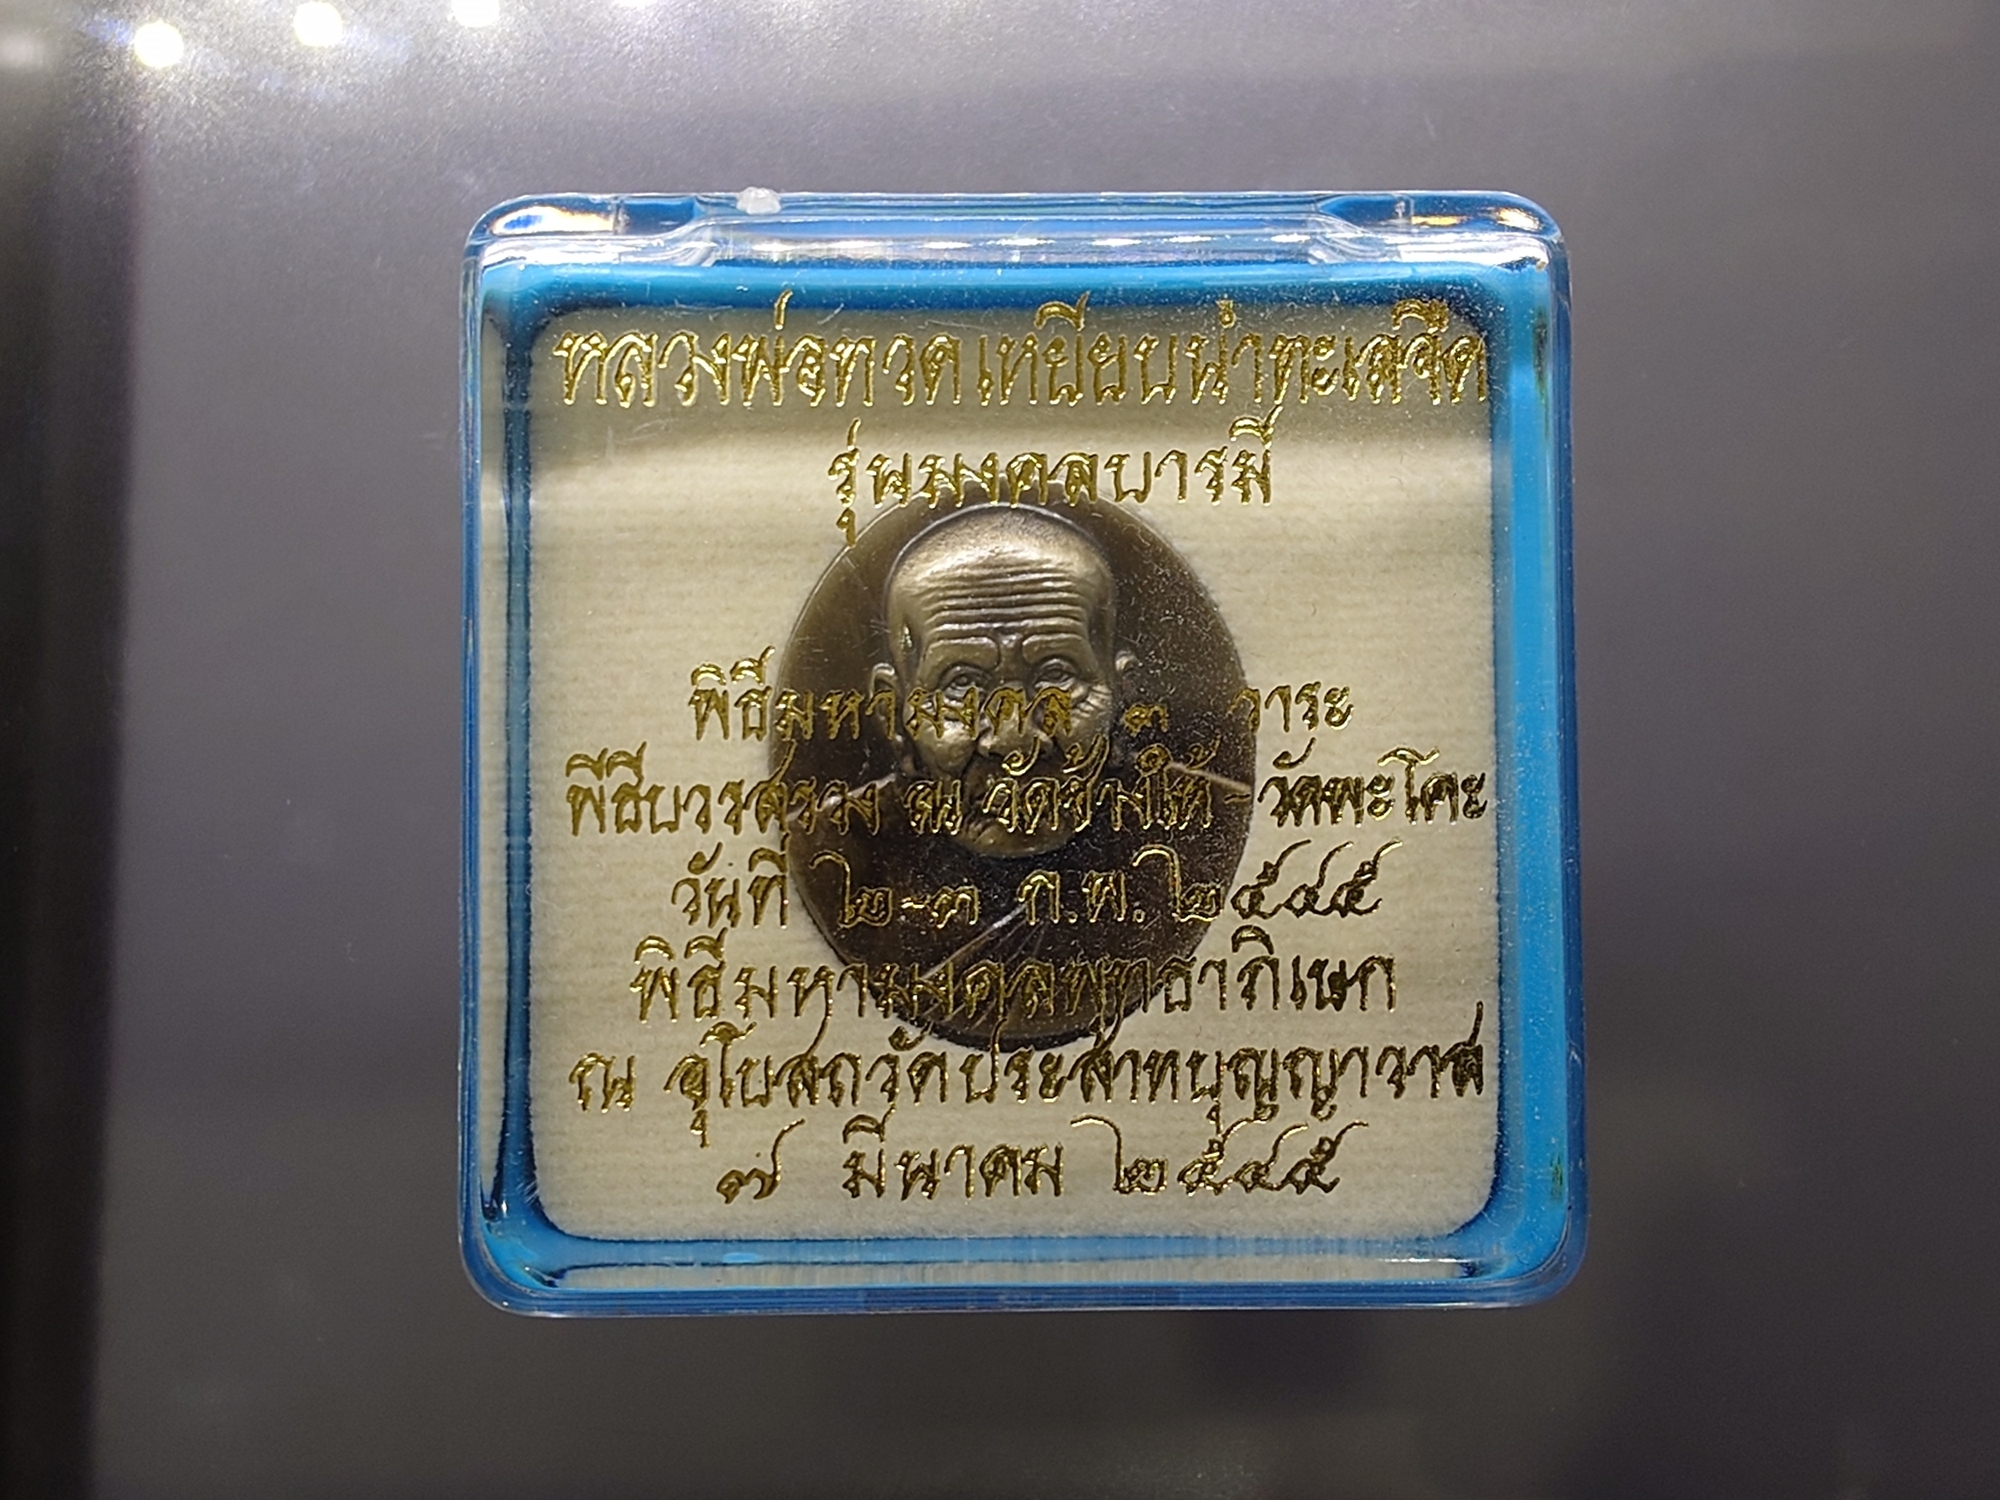 หลวงพ่อทวดเหยียบน้ำทะเลจืด
รุ่นมงคลบารมี
พิธีมหามงคล ๓ วาระ
พิธีบวรสรวง ณ วัดช้างให้-วัดพะโคะ
วันที่ ๒-๓ ก.พ. ๒๕๔๕
พิธีมหามงคลพุทธาภิเษก
ณ อุโบสถวัดประสาทบุญญาวาส
๗ มีนาคม ๒๕๔๕